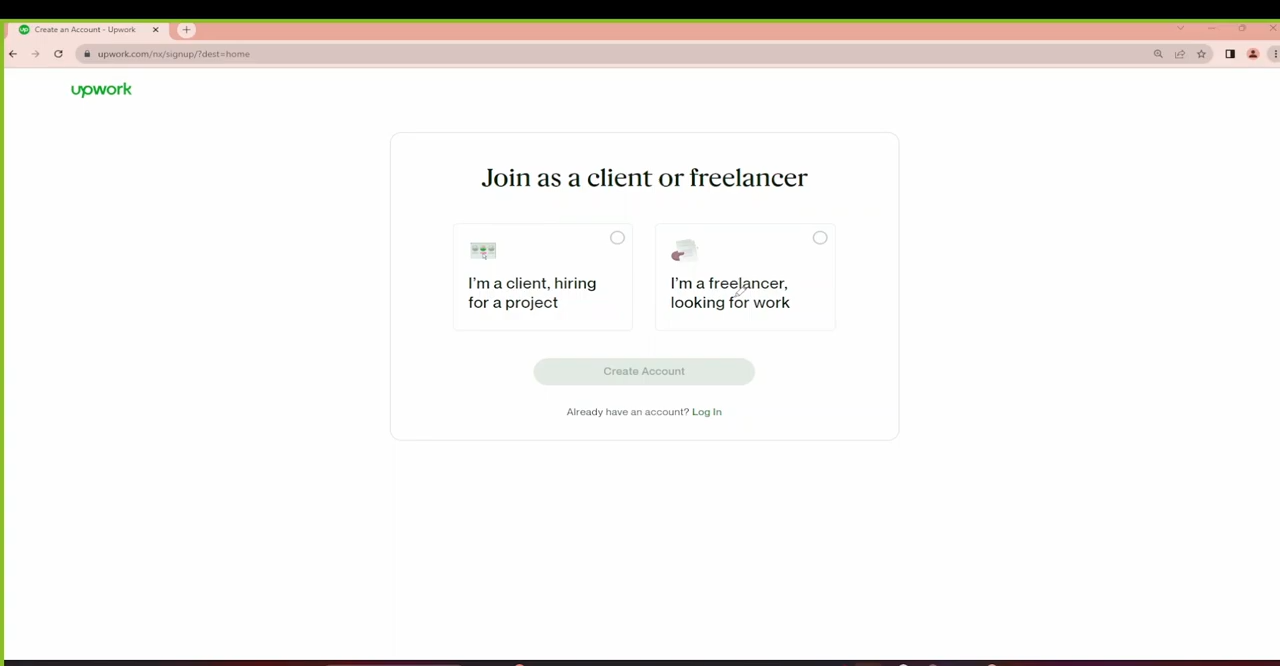 Create an Account - Upwork
upwork.com/nx/signup/?dest=home
upwork
Join as a client or freelancer
I'm a client, hiring
for a project
I'm a freelancer,
looking for work
Create Account
Already have an account? Log In